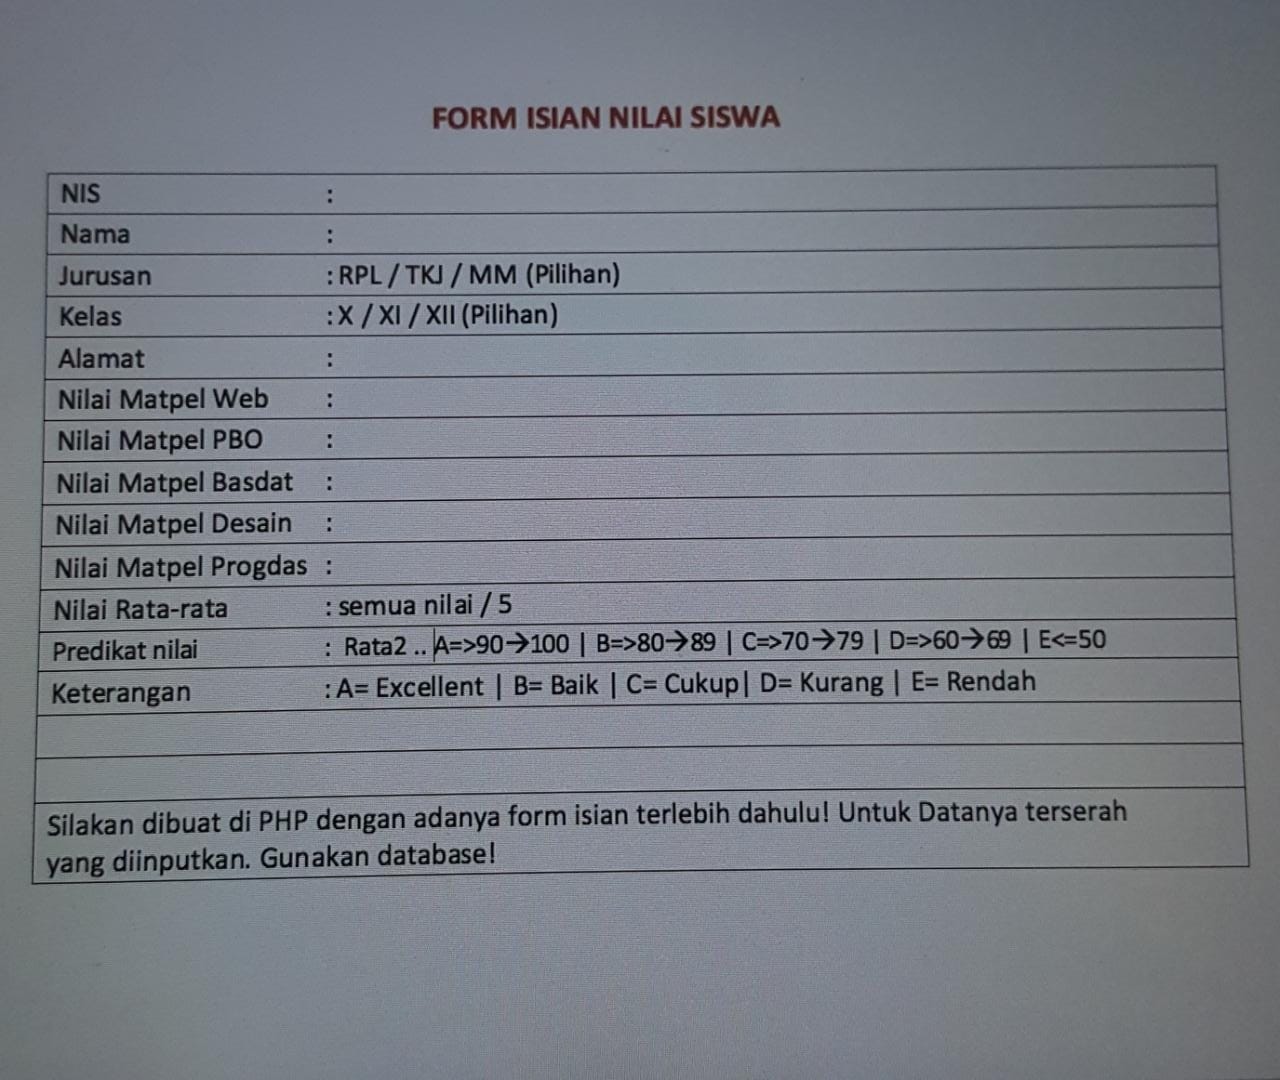 FORM ISIAN NILAI SISWA
NIS :
Nama :
Jurusan : RPL / TKJ / MM (Pilihan)
Kelas : X / XI / XII (Pilihan)
Alamat :
Nilai Matpel Web :
Nilai Matpel PBO :
Nilai Matpel Basdat :
Nilai Matpel Desain :
Nilai Matpel Progdas :
Nilai Rata-rata : semua nilai / 5
Predikat nilai : Rata2 .. A=>90→100 | B=>80→89 | C=>70→79 | D=>60→69 | E<=50
Keterangan : A= Excellent | B= Baik | C= Cukup| D= Kurang | E= Rendah
Silakan dibuat di PHP dengan adanya form isian terlebih dahulu! Untuk Datanya terserah
yang diinputkan. Gunakan database!